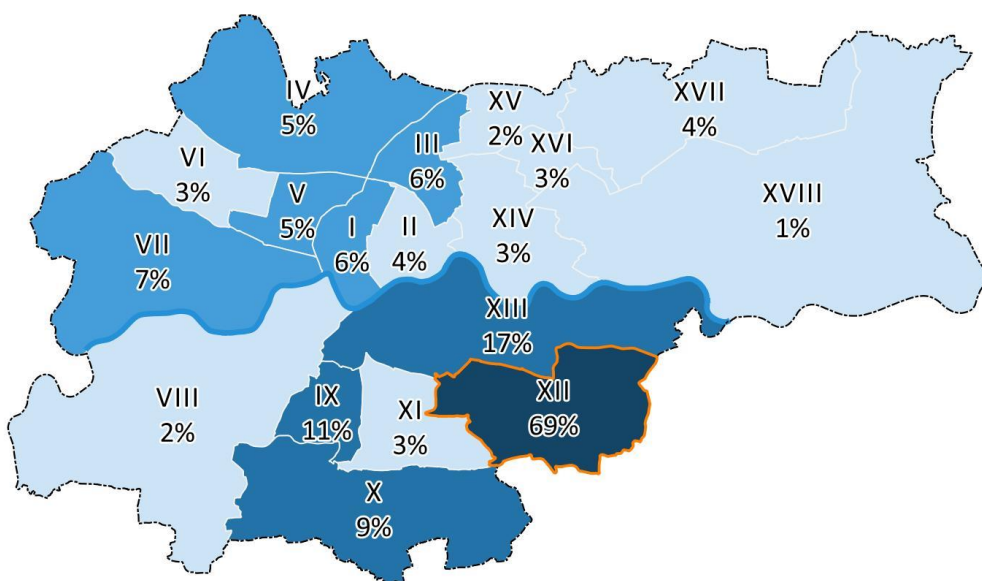 IV
5%
XV
2%
XVII
4%
III
6%
XVI
3%
VI
3%
V
5%
XVIII
1%
I
6%
II
4%
XIV
3%
VII
7%
XIII
17%
VIII
2%
IX
11%
XI
3%
XII
69%
X
9%